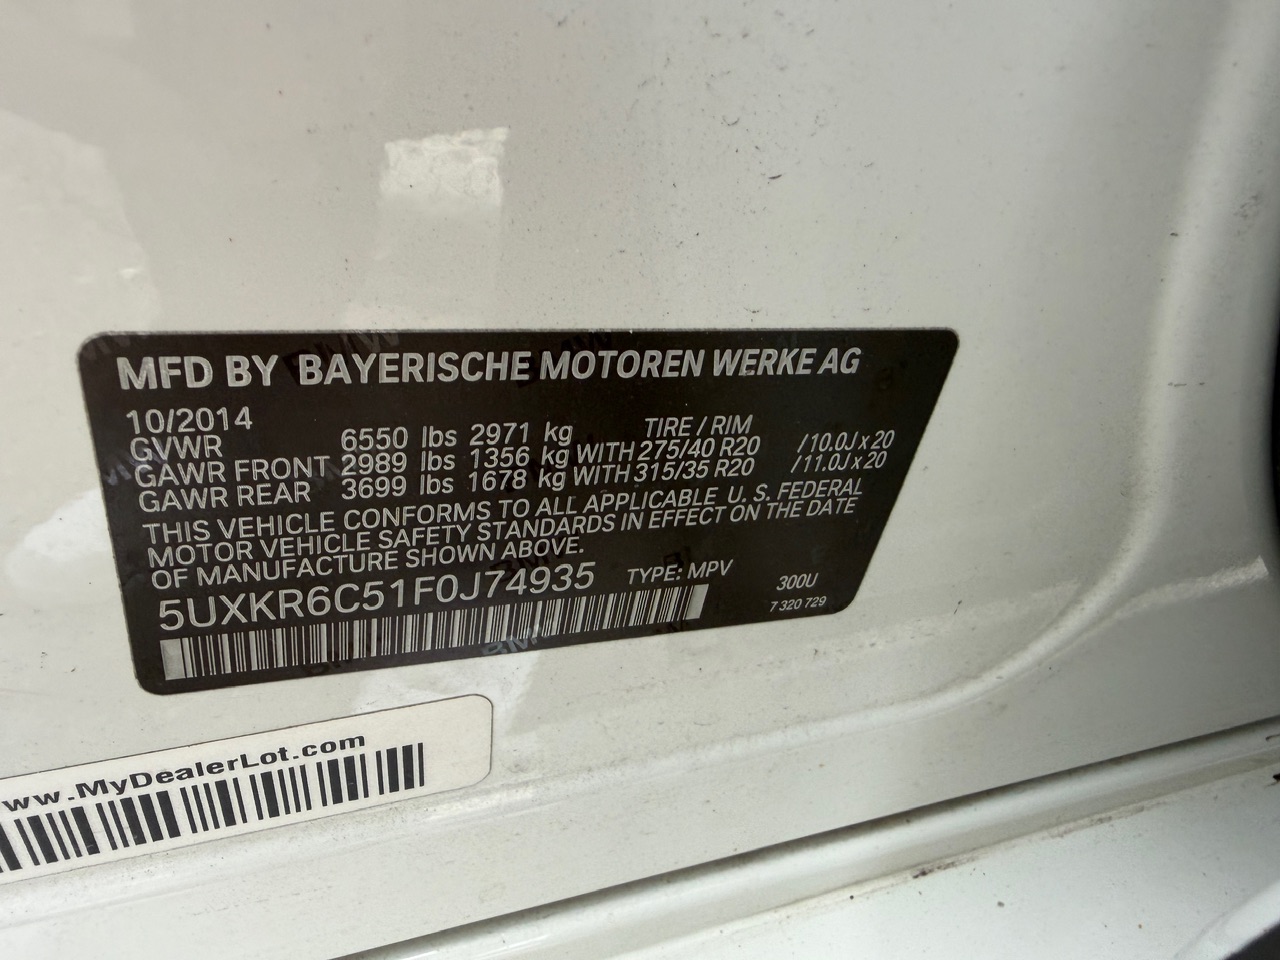 MFD BY BAYERISCHE MOTOREN WERKE AG
10/2014 TIRE / RIM
GVWR 6550 lbs 2971 kg
GAWR FRONT 2989 lbs 1356 kg WITH 275/40 R20 /10.0J x 20
GAWR REAR 3699 lbs 1678 kg WITH 315/35 R20 /11.0J x 20
THIS VEHICLE CONFORMS TO ALL APPLICABLE U. S. FEDERAL
MOTOR VEHICLE SAFETY STANDARDS IN EFFECT ON THE DATE
OF MANUFACTURE SHOWN ABOVE.
5UXKR6C51F0J74935 TYPE: MPV 300U
7 320 729
ww.MyDealerLot.com